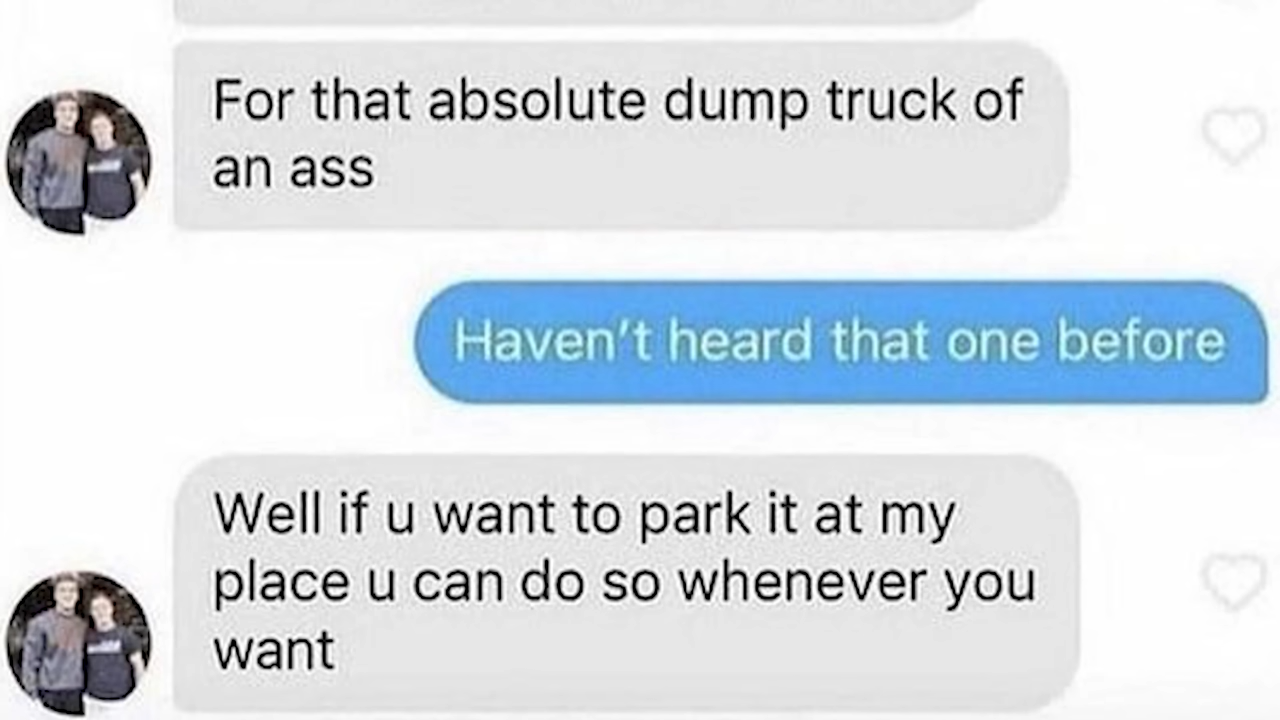 For that absolute dump truck of
an ass
Haven't heard that one before
Well if u want to park it at my
place u can do so whenever you
want